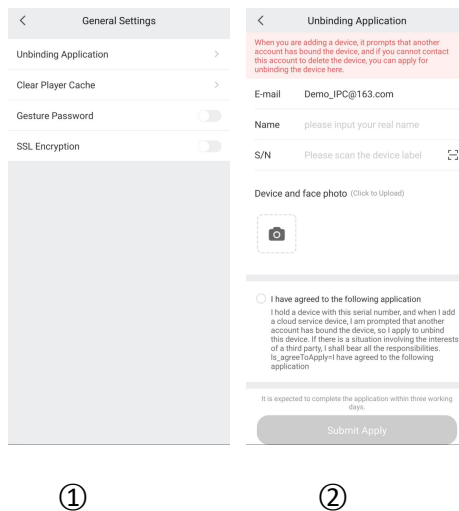 General Settings
Unbinding Application
Clear Player Cache
Gesture Password
SSL Encryption
①
Unbinding Application
When you are adding a device, it prompts that another
account has bound the device, and if you cannot contact
this account to delete the device, you can apply for
unbinding the device here.
E-mail Demo_IPC@163.com
Name please input your real name
S/N Please scan the device label
Device and face photo (Click to Upload)
I have agreed to the following application
I hold a device with this serial number, and when I add
a cloud service device, I am prompted that another
account has bound the device, so I apply to unbind
this device. If there is a situation involving the interests
of a third party, I shall bear all the responsibilities.
Is_agreeToApply=I have agreed to the following
application
It is expected to complete the application within three working
days.
Submit Apply
②